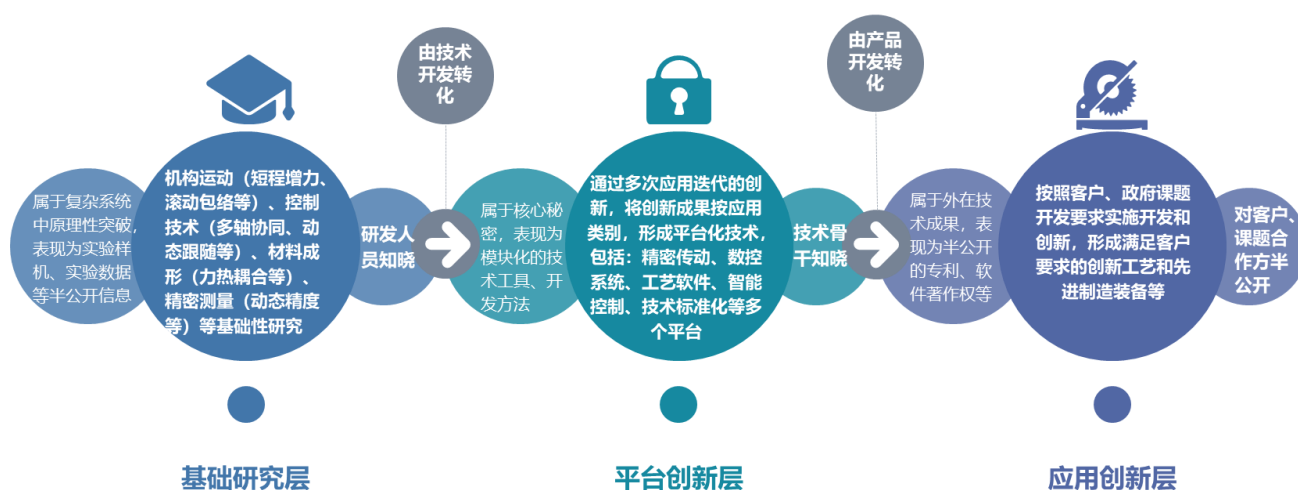 由技术
开发转
化
由产品
开发转
化
属于复杂系统
中原理性突破，
表现为实验样
机、实验数据
等半公开信息
机构运动（短程增力、
滚动包络等）、控制
技术（多轴协同、动
态跟随等）、材料成
形（力热耦合等）、
精密测量（动态精度
等）等基础性研究
研发人
员知晓
属于核心秘
密，表现为
模块化的技
术工具、开
发方法
通过多次应用迭代的创
新，将创新成果按应用
类别，形成平台化技术，
包括：精密传动、数控
系统、工艺软件、智能
控制、技术标准化等多
个平台
技术骨
干知晓
属于外在技
术成果，表
现为半公开
的专利、软
件著作权等
按照客户、政府课题
开发要求实施开发和
创新，形成满足客户
要求的创新工艺和先
进制造装备等
对客户、
课题合
作方半
公开
基础研究层
平台创新层
应用创新层